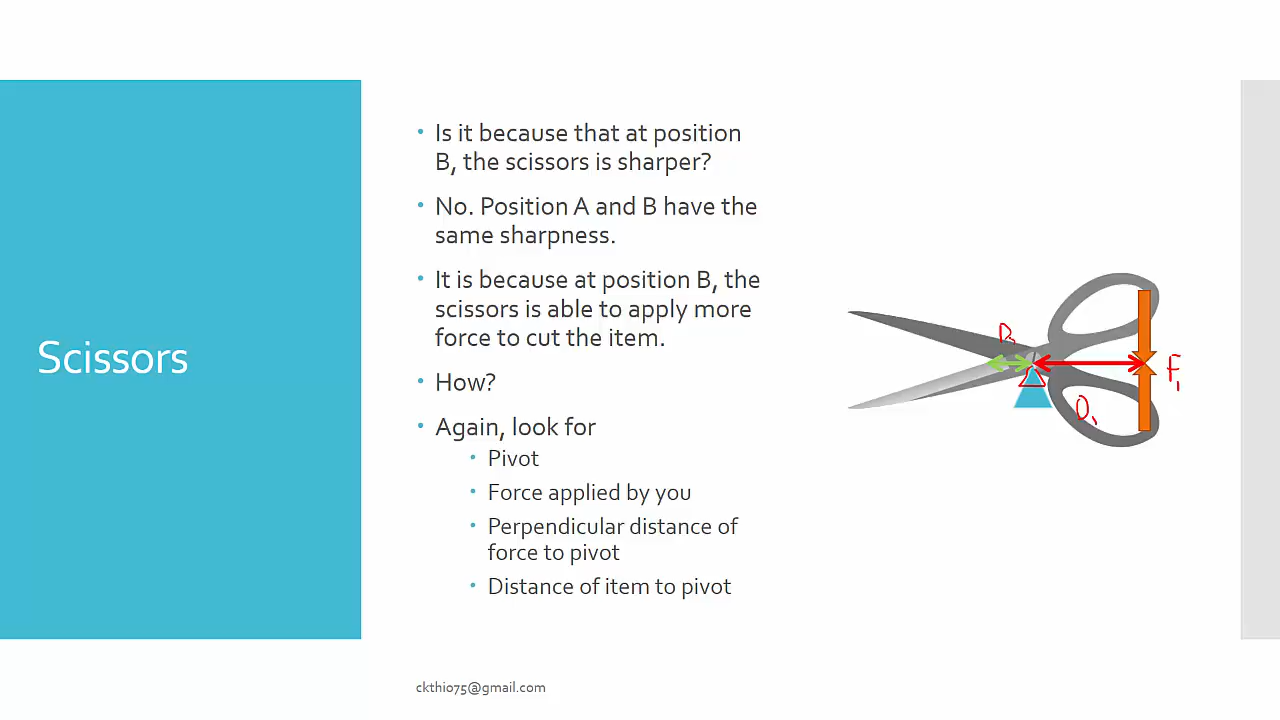 Scissors
• Is it because that at position
B, the scissors is sharper?
• No. Position A and B have the
same sharpness.
• It is because at position B, the
scissors is able to apply more
force to cut the item.
• How?
• Again, look for
• Pivot
• Force applied by you
• Perpendicular distance of
force to pivot
• Distance of item to pivot
F₁
D₁
ckthio75@gmail.com